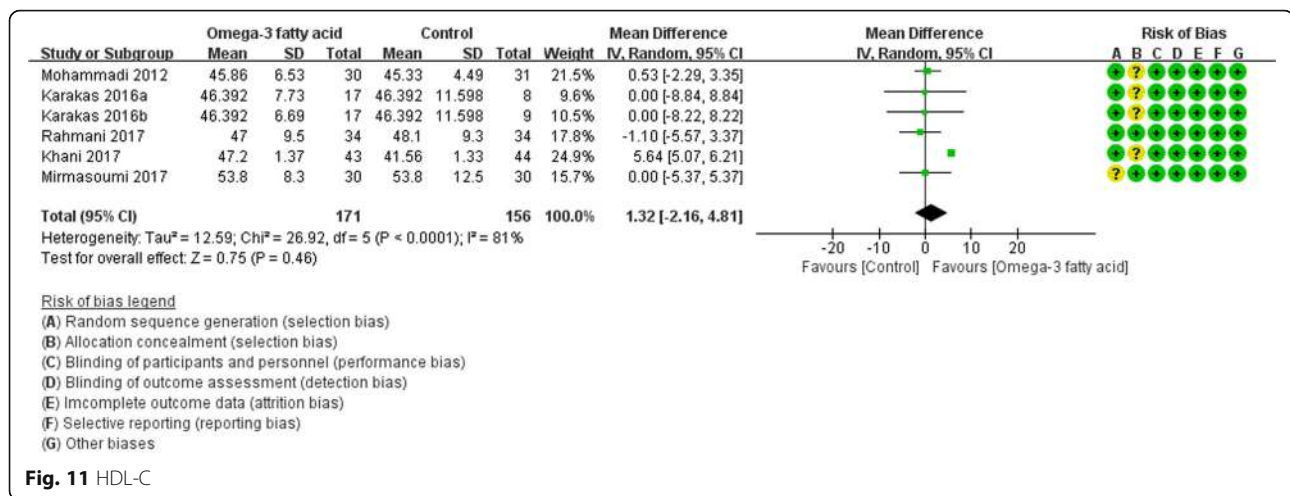 Omega-3 fatty acid Control Mean Difference Mean Difference Risk of Bias
Study or Subgroup Mean SD Total Mean SD Total Weight IV, Random, 95% CI IV, Random, 95% CI A B C D E F G
Mohammadi 2012 45.86 6.53 30 45.33 4.49 31 21.5% 0.53 [-2.29, 3.35] + ? + + + + +
Karakas 2016a 46.392 7.73 17 46.392 11.598 8 9.6% 0.00 [-8.84, 8.84] + ? + + + + +
Karakas 2016b 46.392 6.69 17 46.392 11.598 9 10.5% 0.00 [-8.22, 8.22] + ? + + + + +
Rahmani 2017 47 9.5 34 48.1 9.3 34 17.8% -1.10 [-5.57, 3.37] + + + + + + +
Khani 2017 47.2 1.37 43 41.56 1.33 44 24.9% 5.64 [5.07, 6.21] + ? + + + + +
Mirmasoumi 2017 53.8 8.3 30 53.8 12.5 30 15.7% 0.00 [-5.37, 5.37] ? + + + + + +
Total (95% CI) 171 156 100.0% 1.32 [-2.16, 4.81]
Heterogeneity: Tau² = 12.59; Chi² = 26.92, df = 5 (P < 0.0001); I² = 81%
Test for overall effect: Z = 0.75 (P = 0.46)
-20 -10 0 10 20
Favours [Control] Favours [Omega-3 fatty acid]
Risk of bias legend
(A) Random sequence generation (selection bias)
(B) Allocation concealment (selection bias)
(C) Blinding of participants and personnel (performance bias)
(D) Blinding of outcome assessment (detection bias)
(E) Imcomplete outcome data (attrition bias)
(F) Selective reporting (reporting bias)
(G) Other biases
Fig. 11 HDL-C